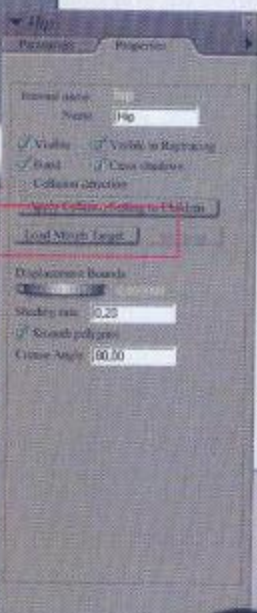 Hip
Parameters Properties
Internal name
Name Hip
Visible Visible in Raytracing
Bend Casts shadows
Collision detection
Apply Collision Setting to Children
Load Morph Target
Displacement Bounds
Shading rate 0.20
Smooth polygons
Crease Angle 80.00